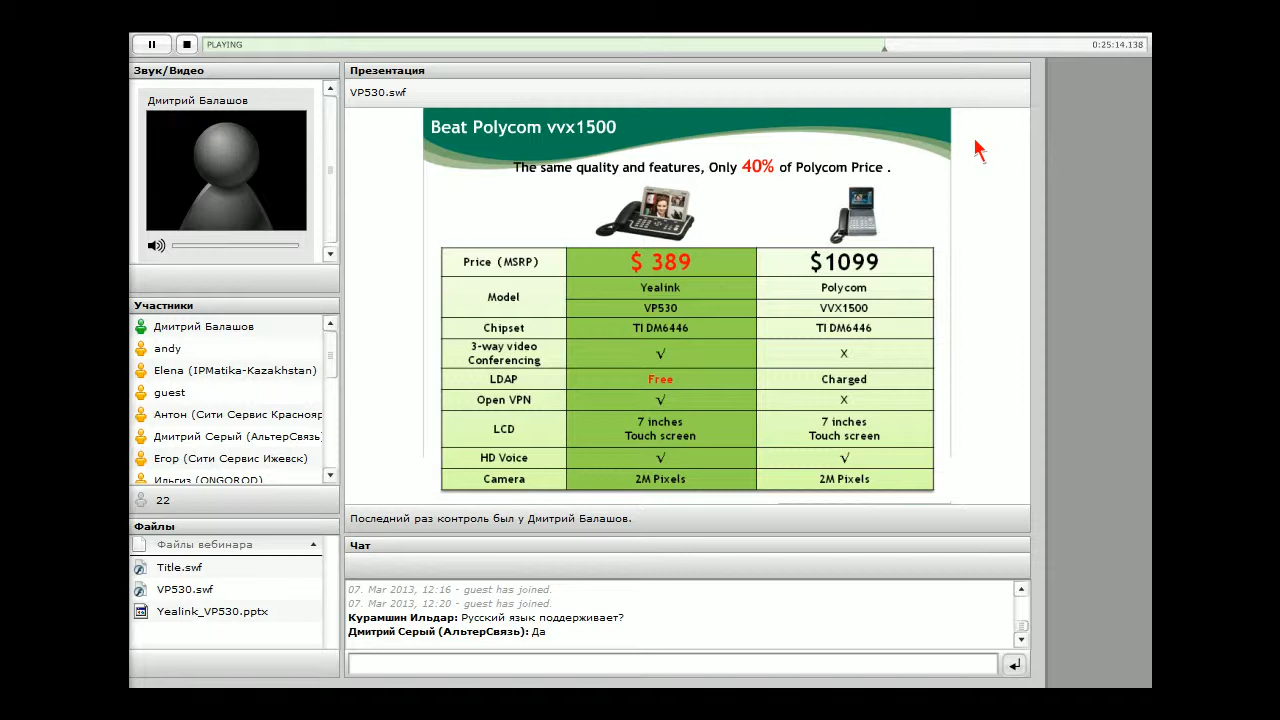 PLAYING
0:25:14.138
Звук/Видео
Дмитрий Балашов
Участники
Дмитрий Балашов
andy
Elena (IPMatika-Kazakhstan)
guest
Антон (Сити Сервис Краснояр
Дмитрий Серый (АльтерСвязь)
Егор (Сити Сервис Ижевск)
Ильгиз (ONGOROD)
22
Файлы
Файлы вебинара
Title.swf
VP530.swf
Yealink_VP530.pptx
Презентация
VP530.swf
Beat Polycom vvx1500
The same quality and features, Only 40% of Polycom Price .
Price (MSRP) $ 389 $1099
Model Yealink Polycom
VP530 VVX1500
Chipset TI DM6446 TI DM6446
3-way video
Conferencing √ X
LDAP Free Charged
Open VPN √ X
LCD 7 inches 7 inches
Touch screen Touch screen
HD Voice √ √
Camera 2M Pixels 2M Pixels
Последний раз контроль был у Дмитрий Балашов.
Чат
07. Mar 2013, 12:16 - guest has joined.
07. Mar 2013, 12:20 - guest has joined.
Курамшин Ильдар: Русский язык поддерживает?
Дмитрий Серый (АльтерСвязь): Да